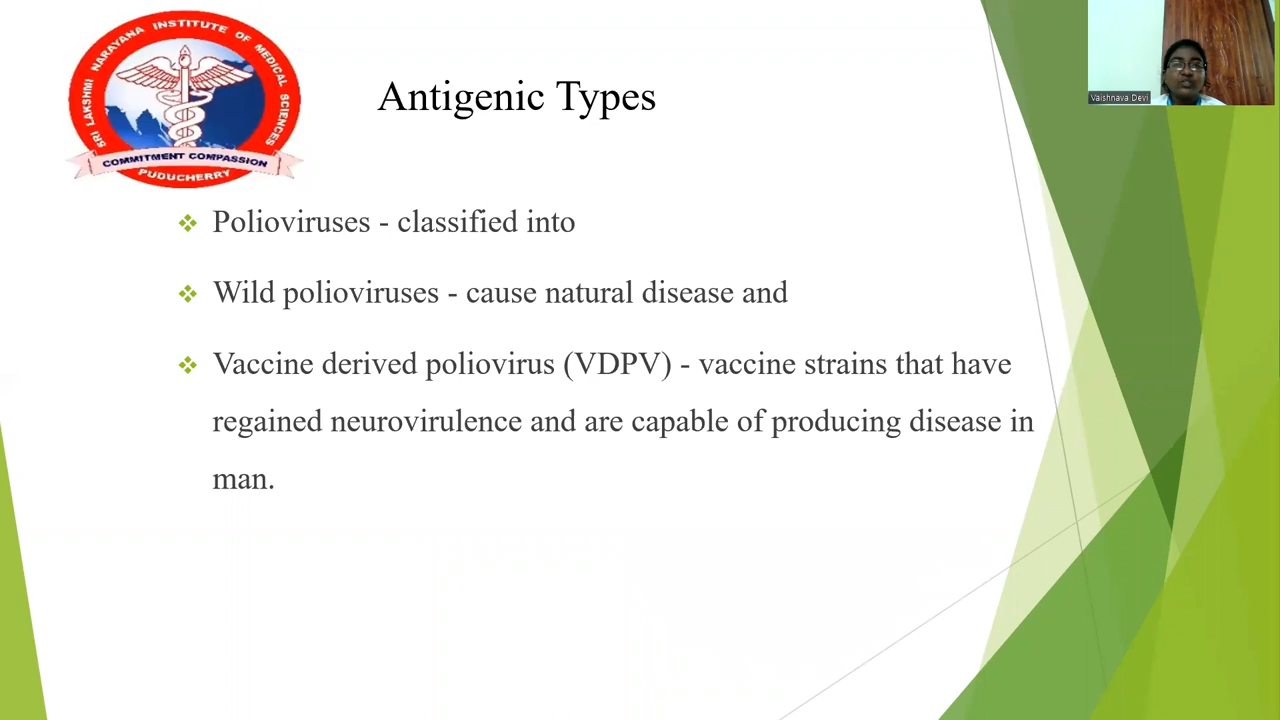 SRI LAKSHMI NARAYANA INSTITUTE OF MEDICAL SCIENCES
COMMITMENT COMPASSION
PUDUCHERRY
Antigenic Types
Vaishnava Devi
Polioviruses - classified into
Wild polioviruses - cause natural disease and
Vaccine derived poliovirus (VDPV) - vaccine strains that have
regained neurovirulence and are capable of producing disease in
man.